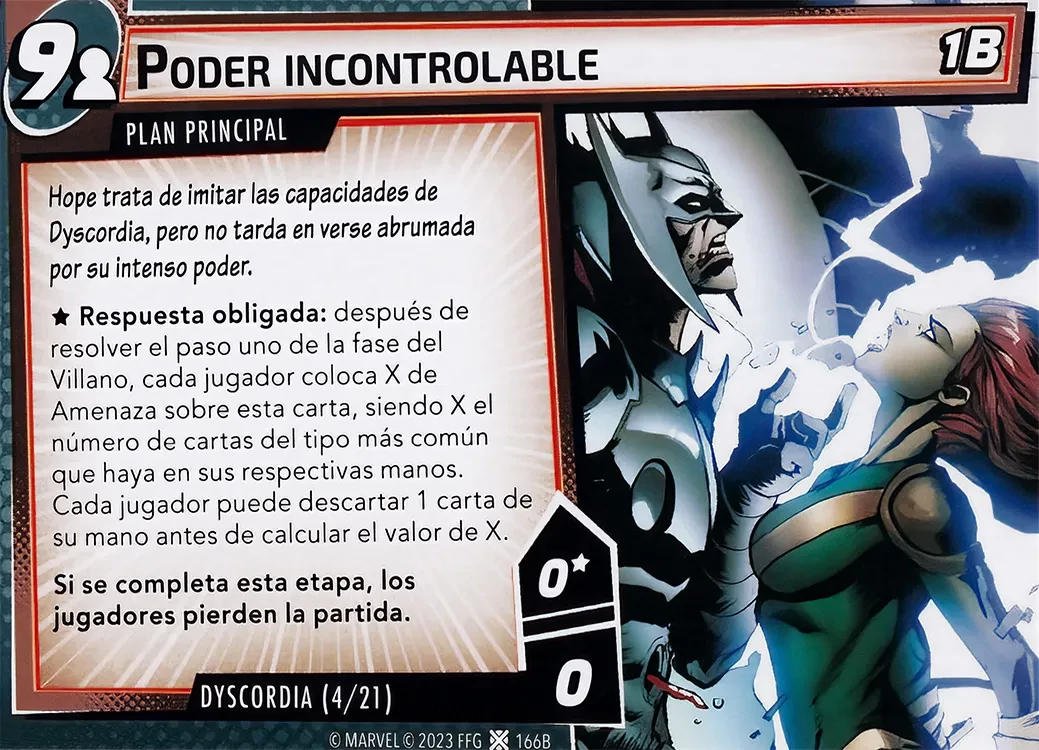 9
PODER INCONTROLABLE
1B
PLAN PRINCIPAL
Hope trata de imitar las capacidades de
Dyscordia, pero no tarda en verse abrumada
por su intenso poder.
★ Respuesta obligada: después de
resolver el paso uno de la fase del
Villano, cada jugador coloca X de
Amenaza sobre esta carta, siendo X el
número de cartas del tipo más común
que haya en sus respectivas manos.
Cada jugador puede descartar 1 carta de
su mano antes de calcular el valor de X.
Si se completa esta etapa, los
jugadores pierden la partida.
0★
0
DYSCORDIA (4/21)
© MARVEL © 2023 FFG 166B